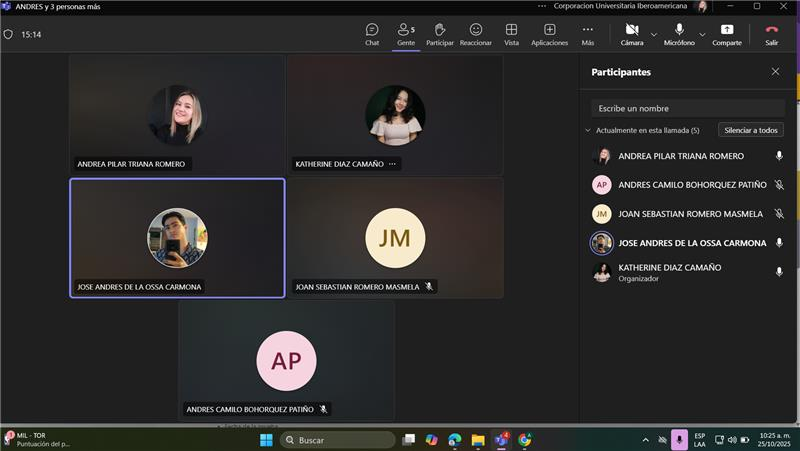 ANDRES y 3 personas más
Corporacion Universitaria Iberoamericana
15:14
Chat
5
Gente
Participar
Reaccionar
Vista
Aplicaciones
Más
Cámara
Micrófono
Comparte
Salir
ANDREA PILAR TRIANA ROMERO
KATHERINE DIAZ CAMAÑO
JOSE ANDRES DE LA OSSA CARMONA
JM
JOAN SEBASTIAN ROMERO MASMELA
AP
ANDRES CAMILO BOHORQUEZ PATIÑO
Participantes
Escribe un nombre
Actualmente en esta llamada (5)
Silenciar a todos
ANDREA PILAR TRIANA ROMERO
AP
ANDRES CAMILO BOHORQUEZ PATIÑO
JM
JOAN SEBASTIAN ROMERO MASMELA
JOSE ANDRES DE LA OSSA CARMONA
KATHERINE DIAZ CAMAÑO
Organizador
MIL - TOR
Puntuación del p...
Buscar
4
ESP
LAA
10:25 a. m.
25/10/2025